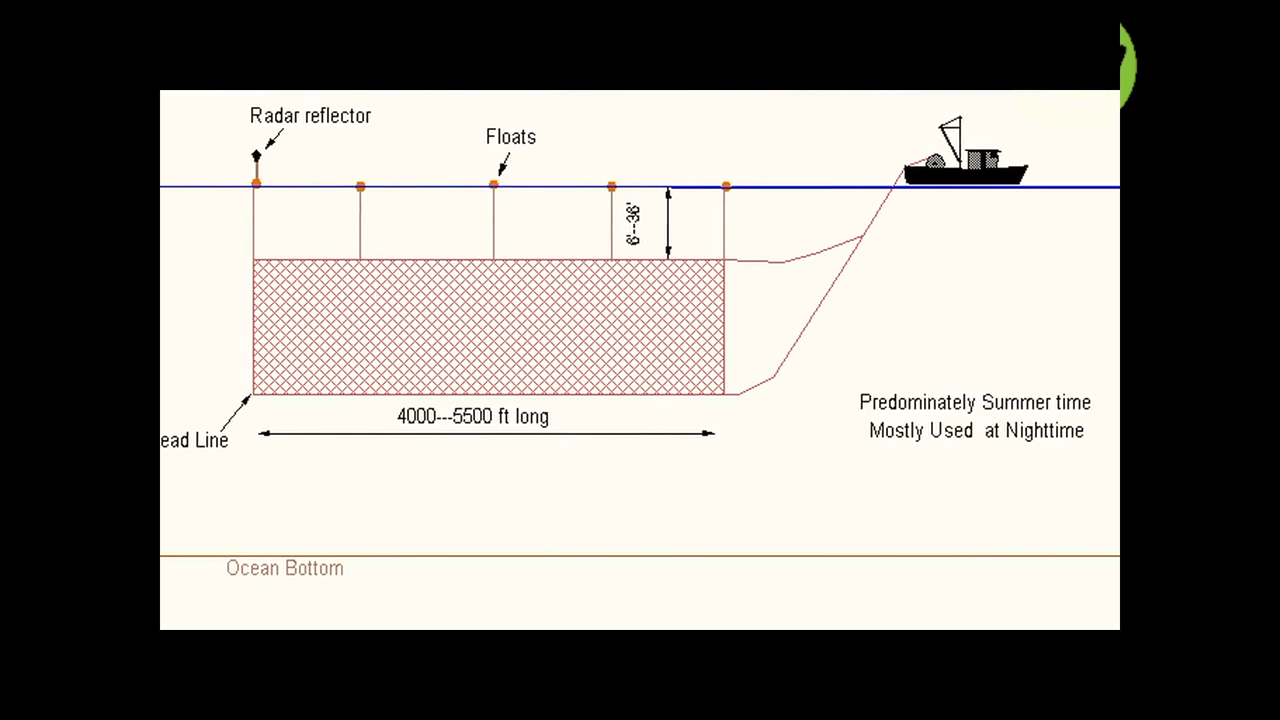 Radar reflector
Floats
6'--36'
4000---5500 ft long
ead Line
Predominately Summer time
Mostly Used at Nighttime
Ocean Bottom